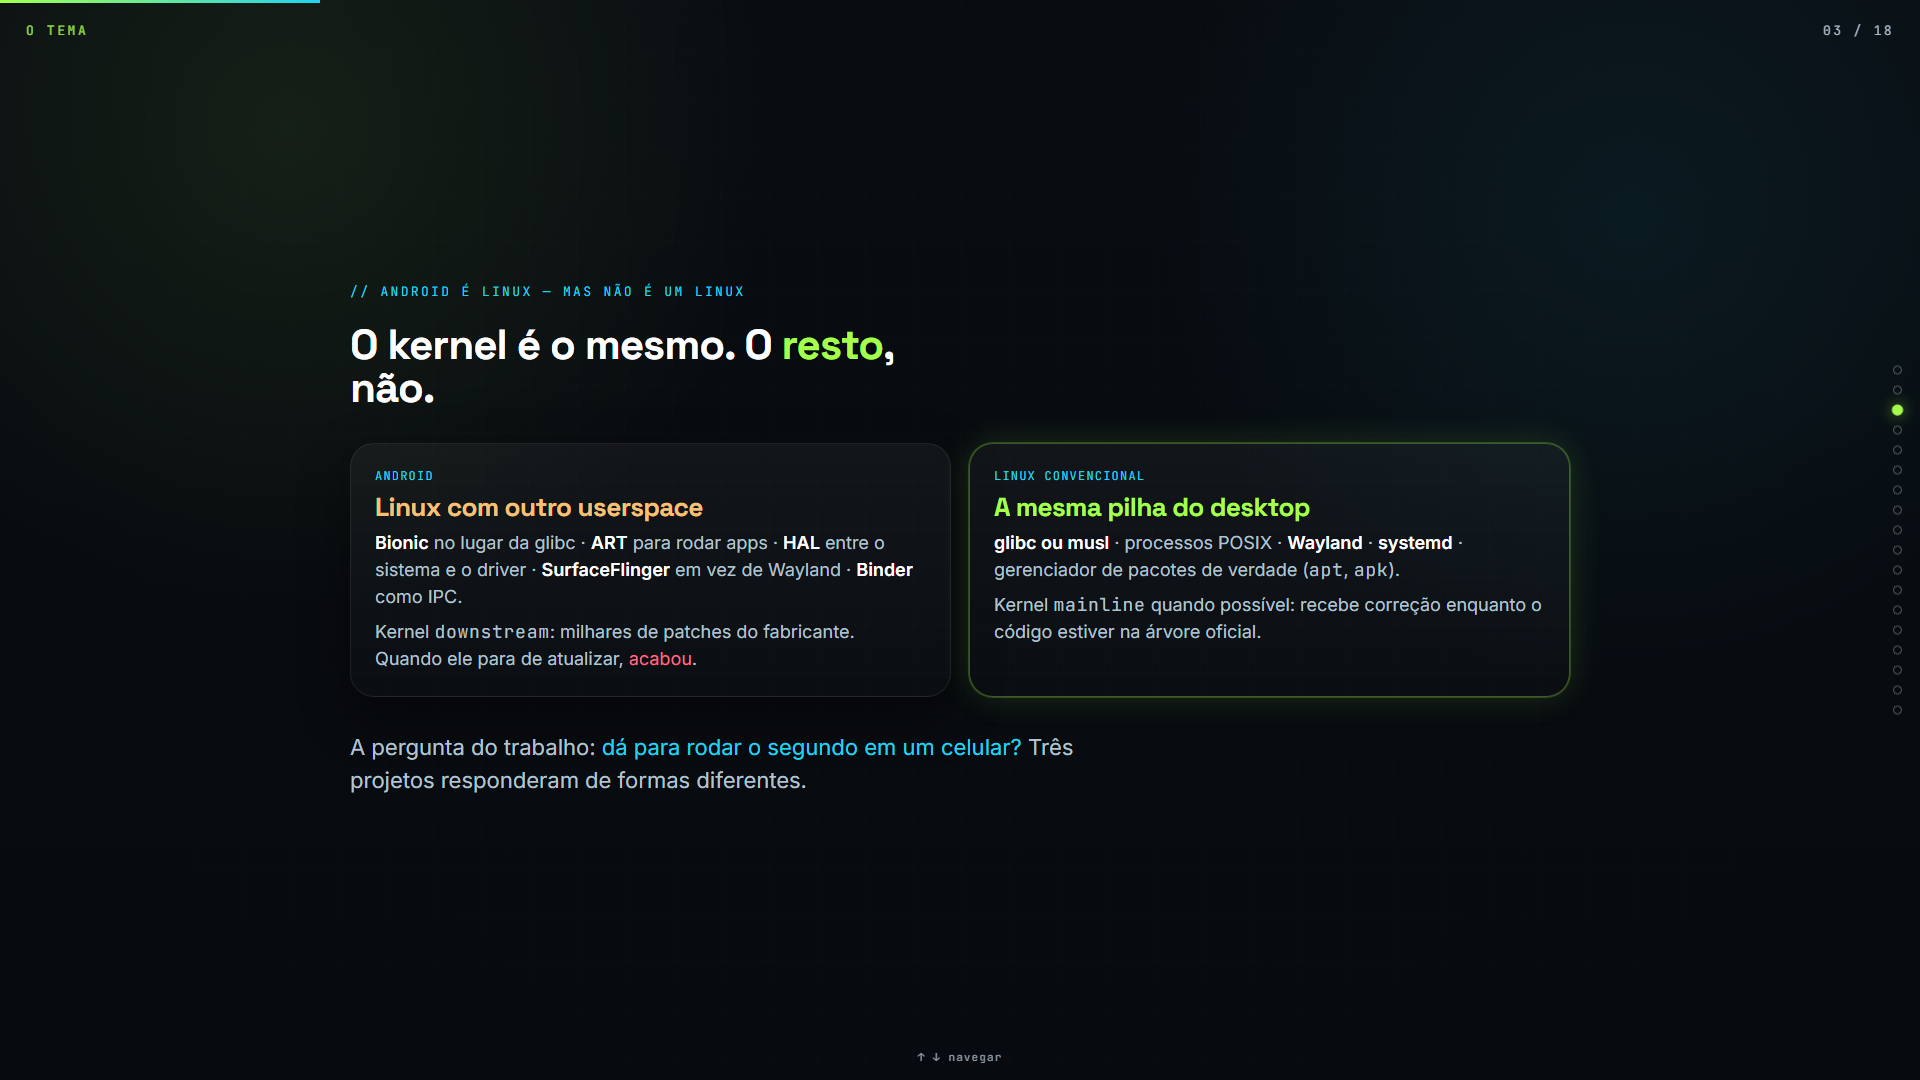 O TEMA
03 / 18
// ANDROID É LINUX — MAS NÃO É UM LINUX
O kernel é o mesmo. O resto,
não.
ANDROID
Linux com outro userspace
Bionic no lugar da glibc · ART para rodar apps · HAL entre o
sistema e o driver · SurfaceFlinger em vez de Wayland · Binder
como IPC.
Kernel downstream: milhares de patches do fabricante.
Quando ele para de atualizar, acabou.
LINUX CONVENCIONAL
A mesma pilha do desktop
glibc ou musl · processos POSIX · Wayland · systemd ·
gerenciador de pacotes de verdade (apt, apk).
Kernel mainline quando possível: recebe correção enquanto o
código estiver na árvore oficial.
A pergunta do trabalho: dá para rodar o segundo em um celular? Três
projetos responderam de formas diferentes.
↑ ↓ navegar